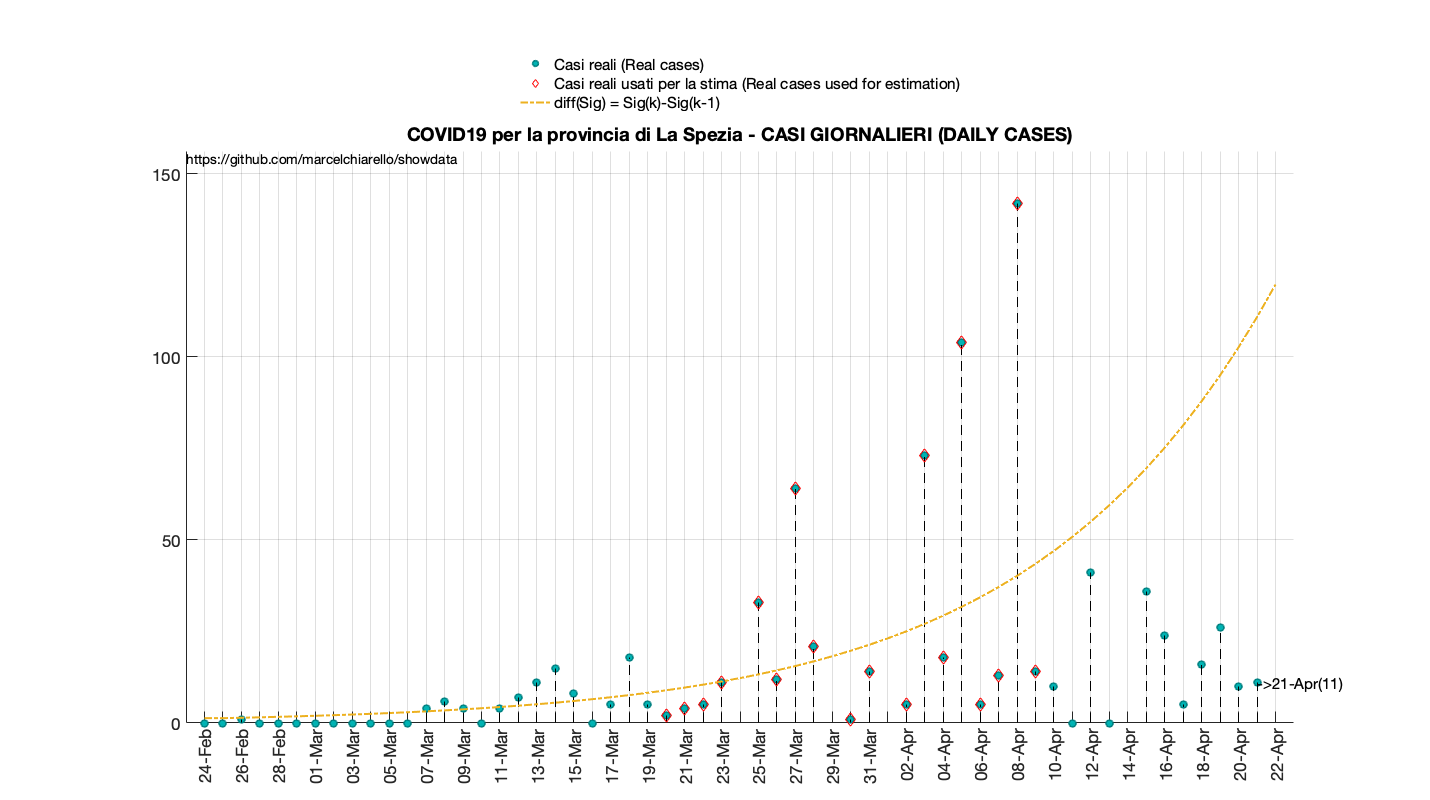 Casi reali (Real cases)
Casi reali usati per la stima (Real cases used for estimation)
diff(Sig) = Sig(k)-Sig(k-1)
COVID19 per la provincia di La Spezia - CASI GIORNALIERI (DAILY CASES)
https://github.com/marcelchiarello/showdata
150
100
50
0
->21-Apr(11)
24-Feb
26-Feb
28-Feb
01-Mar
03-Mar
05-Mar
07-Mar
09-Mar
11-Mar
13-Mar
15-Mar
17-Mar
19-Mar
21-Mar
23-Mar
25-Mar
27-Mar
29-Mar
31-Mar
02-Apr
04-Apr
06-Apr
08-Apr
10-Apr
12-Apr
14-Apr
16-Apr
18-Apr
20-Apr
22-Apr